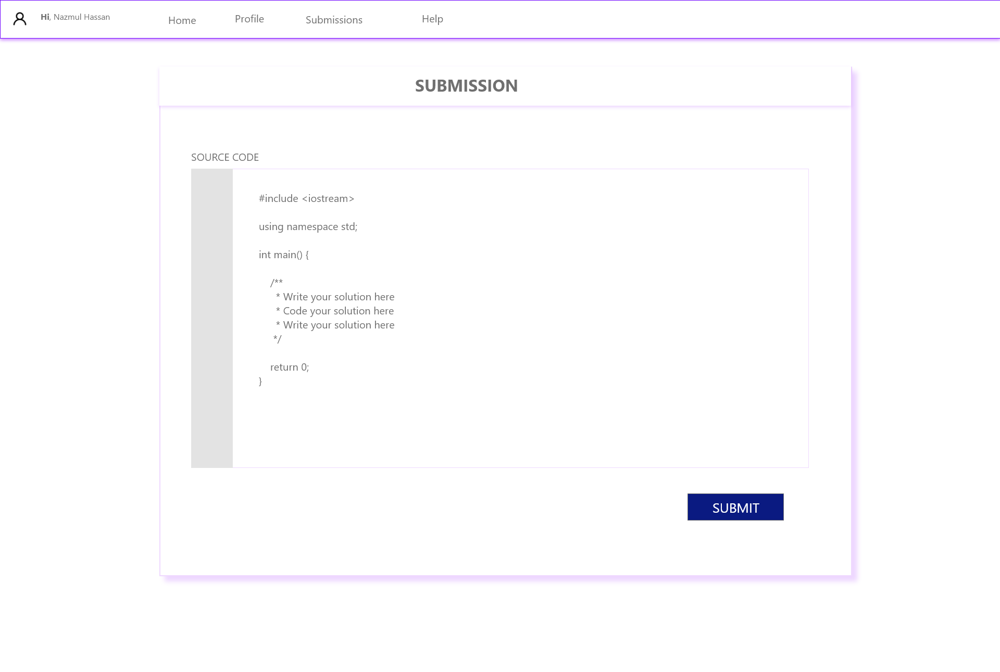 Hi, Nazmul Hassan
Home
Profile
Submissions
Help
SUBMISSION
SOURCE CODE
#include <iostream>
using namespace std;
int main() {
/**
* Write your solution here
* Code your solution here
* Write your solution here
*/
return 0;
}
SUBMIT